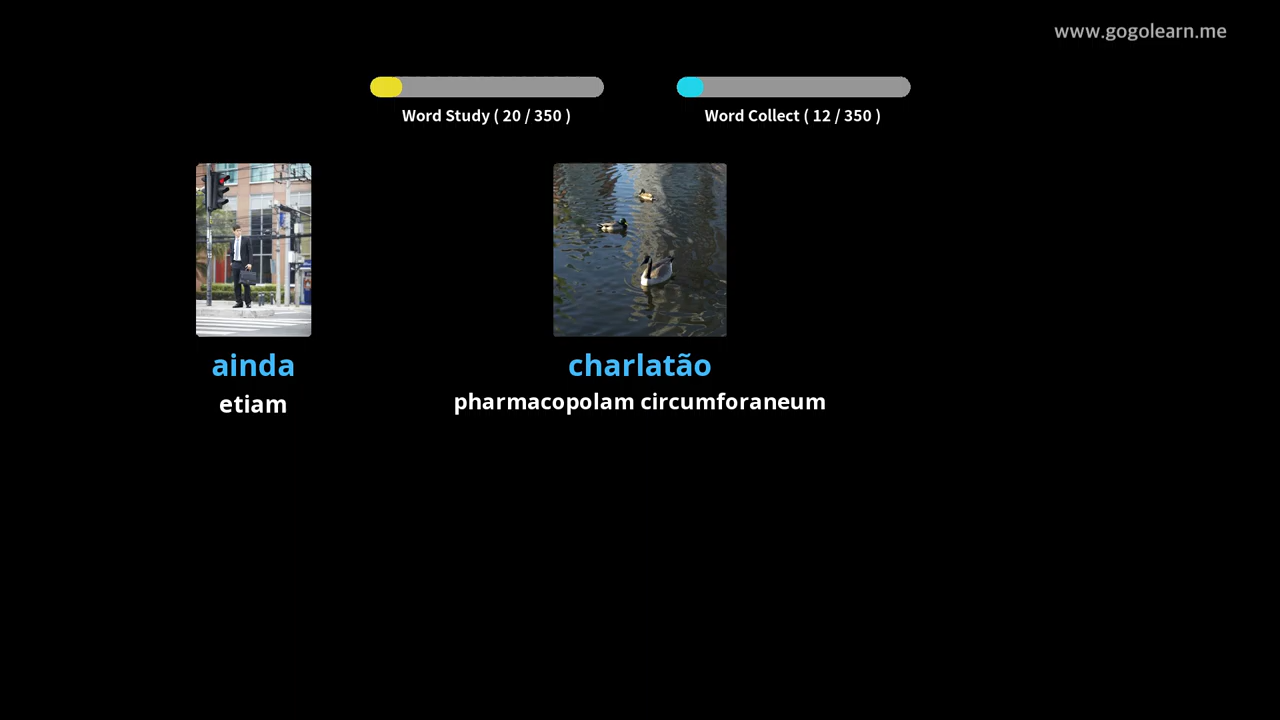 www.gogolearn.me
Word Study ( 20 / 350 )
Word Collect ( 12 / 350 )
ainda
etiam
charlatão
pharmacopolam circumforaneum